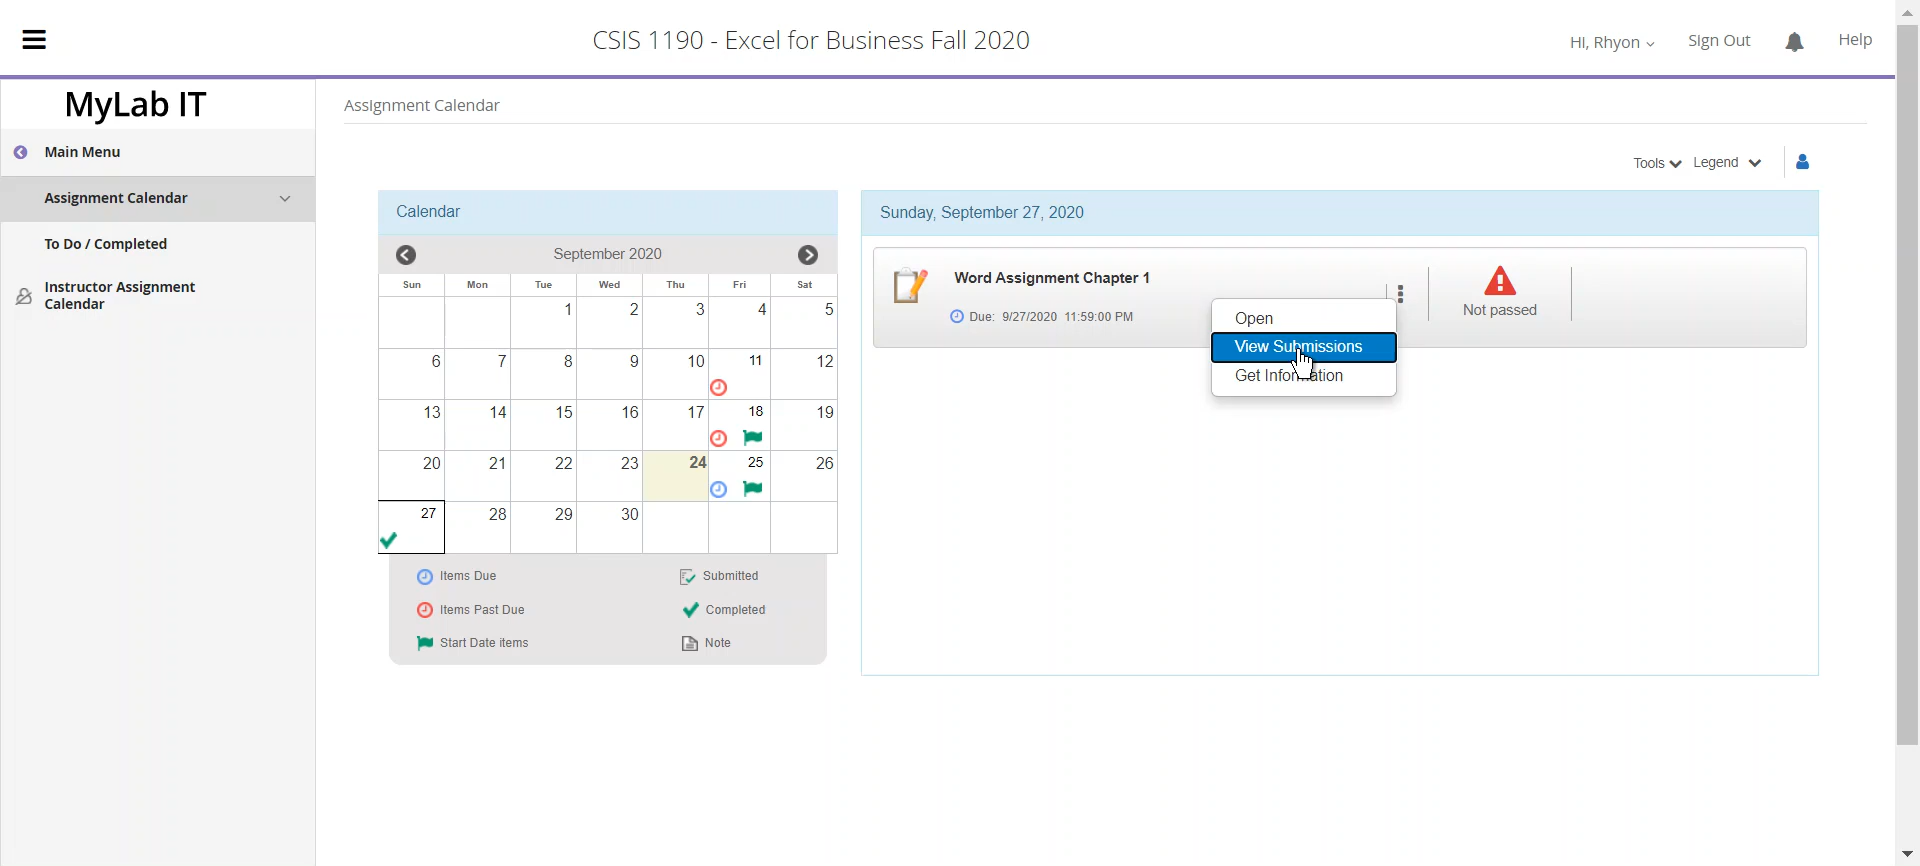 CSIS 1190 - Excel for Business Fall 2020
Hi, Rhyon
Sign Out
Help
MyLab IT
Main Menu
Assignment Calendar
To Do / Completed
Instructor Assignment
Calendar
Assignment Calendar
Tools
Legend
Calendar
September 2020
Sun Mon Tue Wed Thu Fri Sat
1 2 3 4 5
6 7 8 9 10 11 12
13 14 15 16 17 18 19
20 21 22 23 24 25 26
27 28 29 30
Items Due
Submitted
Items Past Due
Completed
Start Date items
Note
Sunday, September 27, 2020
Word Assignment Chapter 1
Due: 9/27/2020 11:59:00 PM
Not passed
Open
View Submissions
Get Information